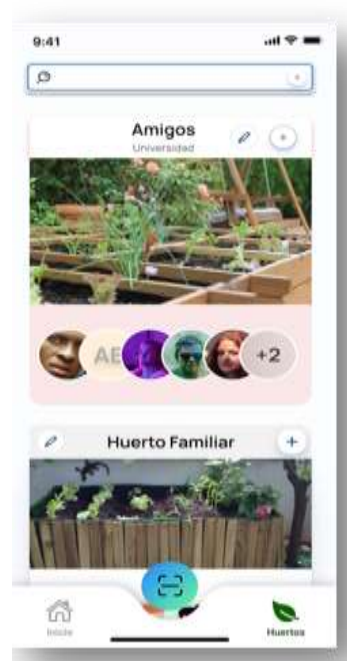 9:41
Amigos
Universidad
AE
+2
Huerto Familiar
+
Inicio
Huertos